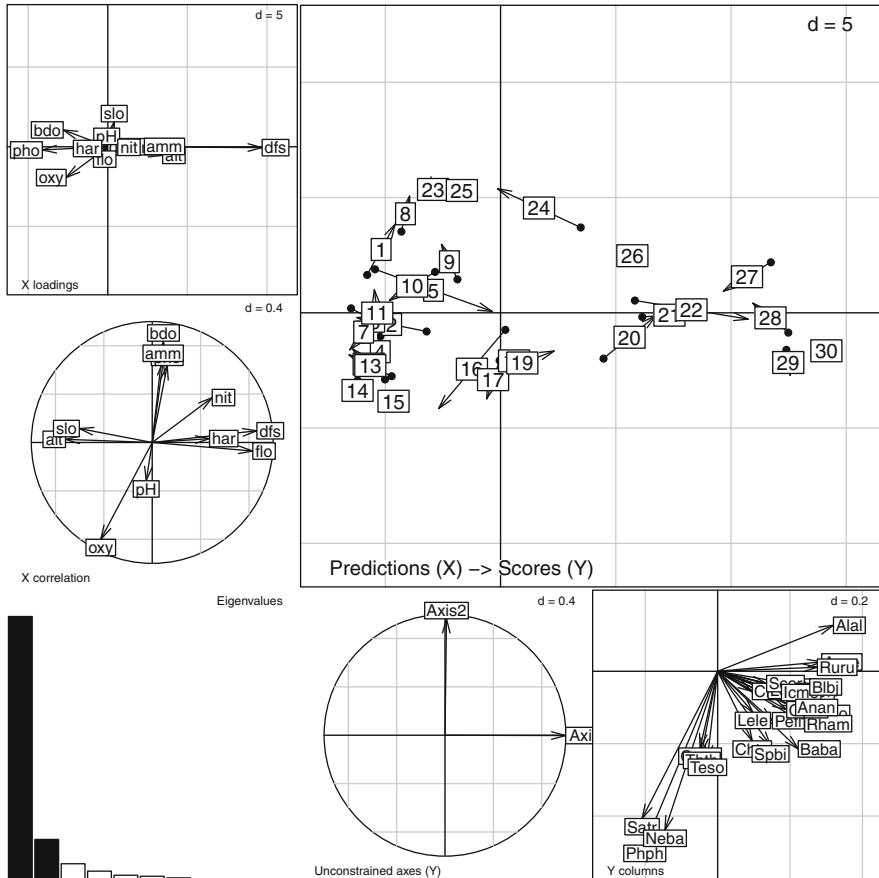 d = 5
slo
bdo
pH
pho
har
nit
amm
dfs
flo
alt
oxy
X loadings
d = 5
23
25
24
8
1
26
9
27
10
5
11
22
28
7
2
20
29
30
4
13
16
19
17
14
15
Predictions (X) −> Scores (Y)
d = 0.4
bdo
amm
nit
slo
dfs
alt
har
flo
pH
oxy
X correlation
Eigenvalues
d = 0.4
Axis2
Axi
Unconstrained axes (Y)
d = 0.2
Alal
Ruru
Blbj
Anan
Lele
Rham
Spbi
Baba
Teso
Satr
Neba
Phph
Y columns